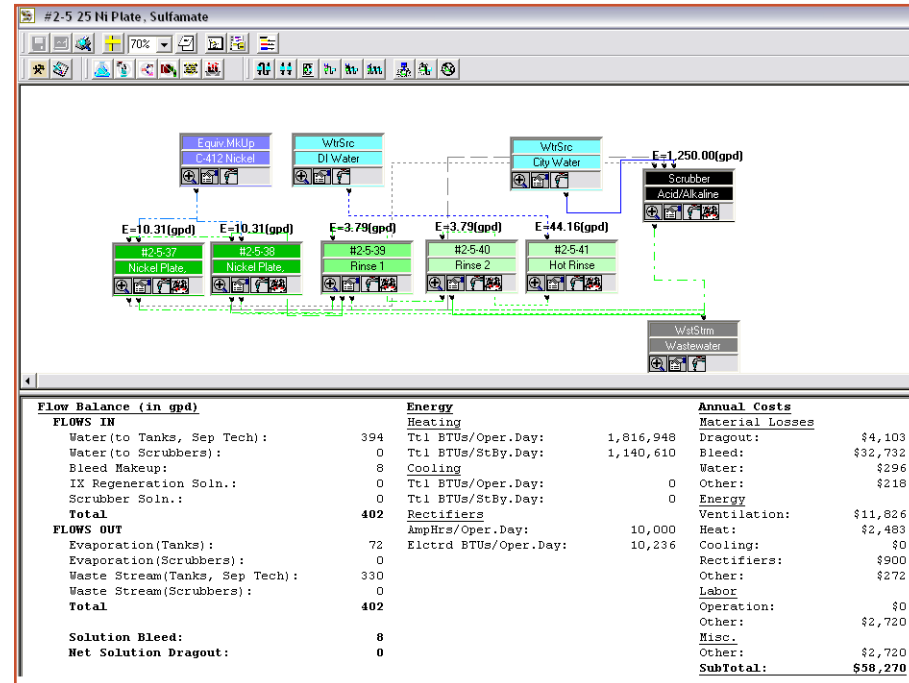 #2-5 25 Ni Plate, Sulfamate
70%
Equiv.MkUp
C-412 Nickel
WtrSrc
DI Water
WtrSrc
City Water
E=1,250.00(gpd)
Scrubber
Acid/Alkaline
E=10.31(gpd) E=10.31(gpd) E=3.79(gpd) E=3.79(gpd) E=44.16(gpd)
#2-5-37 #2-5-38 #2-5-39 #2-5-40 #2-5-41
Nickel Plate, Nickel Plate, Rinse 1 Rinse 2 Hot Rinse
WstStrm
Wastewater
Flow Balance (in gpd)
FLOWS IN
Water(to Tanks, Sep Tech): 394
Water(to Scrubbers): 0
Bleed Makeup: 8
IX Regeneration Soln.: 0
Scrubber Soln.: 0
Total 402
FLOWS OUT
Evaporation(Tanks): 72
Evaporation(Scrubbers): 0
Waste Stream(Tanks, Sep Tech): 330
Waste Stream(Scrubbers): 0
Total 402
Solution Bleed: 8
Net Solution Dragout: 0
Energy
Heating
Ttl BTUs/Oper.Day: 1,816,948
Ttl BTUs/StBy.Day: 1,140,610
Cooling
Ttl BTUs/Oper.Day: 0
Ttl BTUs/StBy.Day: 0
Rectifiers
AmpHrs/Oper.Day: 10,000
Elctrd BTUs/Oper.Day: 10,236
Annual Costs
Material Losses
Dragout: $4,103
Bleed: $32,732
Water: $296
Other: $218
Energy
Ventilation: $11,826
Heat: $2,483
Cooling: $0
Rectifiers: $900
Other: $272
Labor
Operation: $0
Other: $2,720
Misc.
Other: $2,720
SubTotal: $58,270